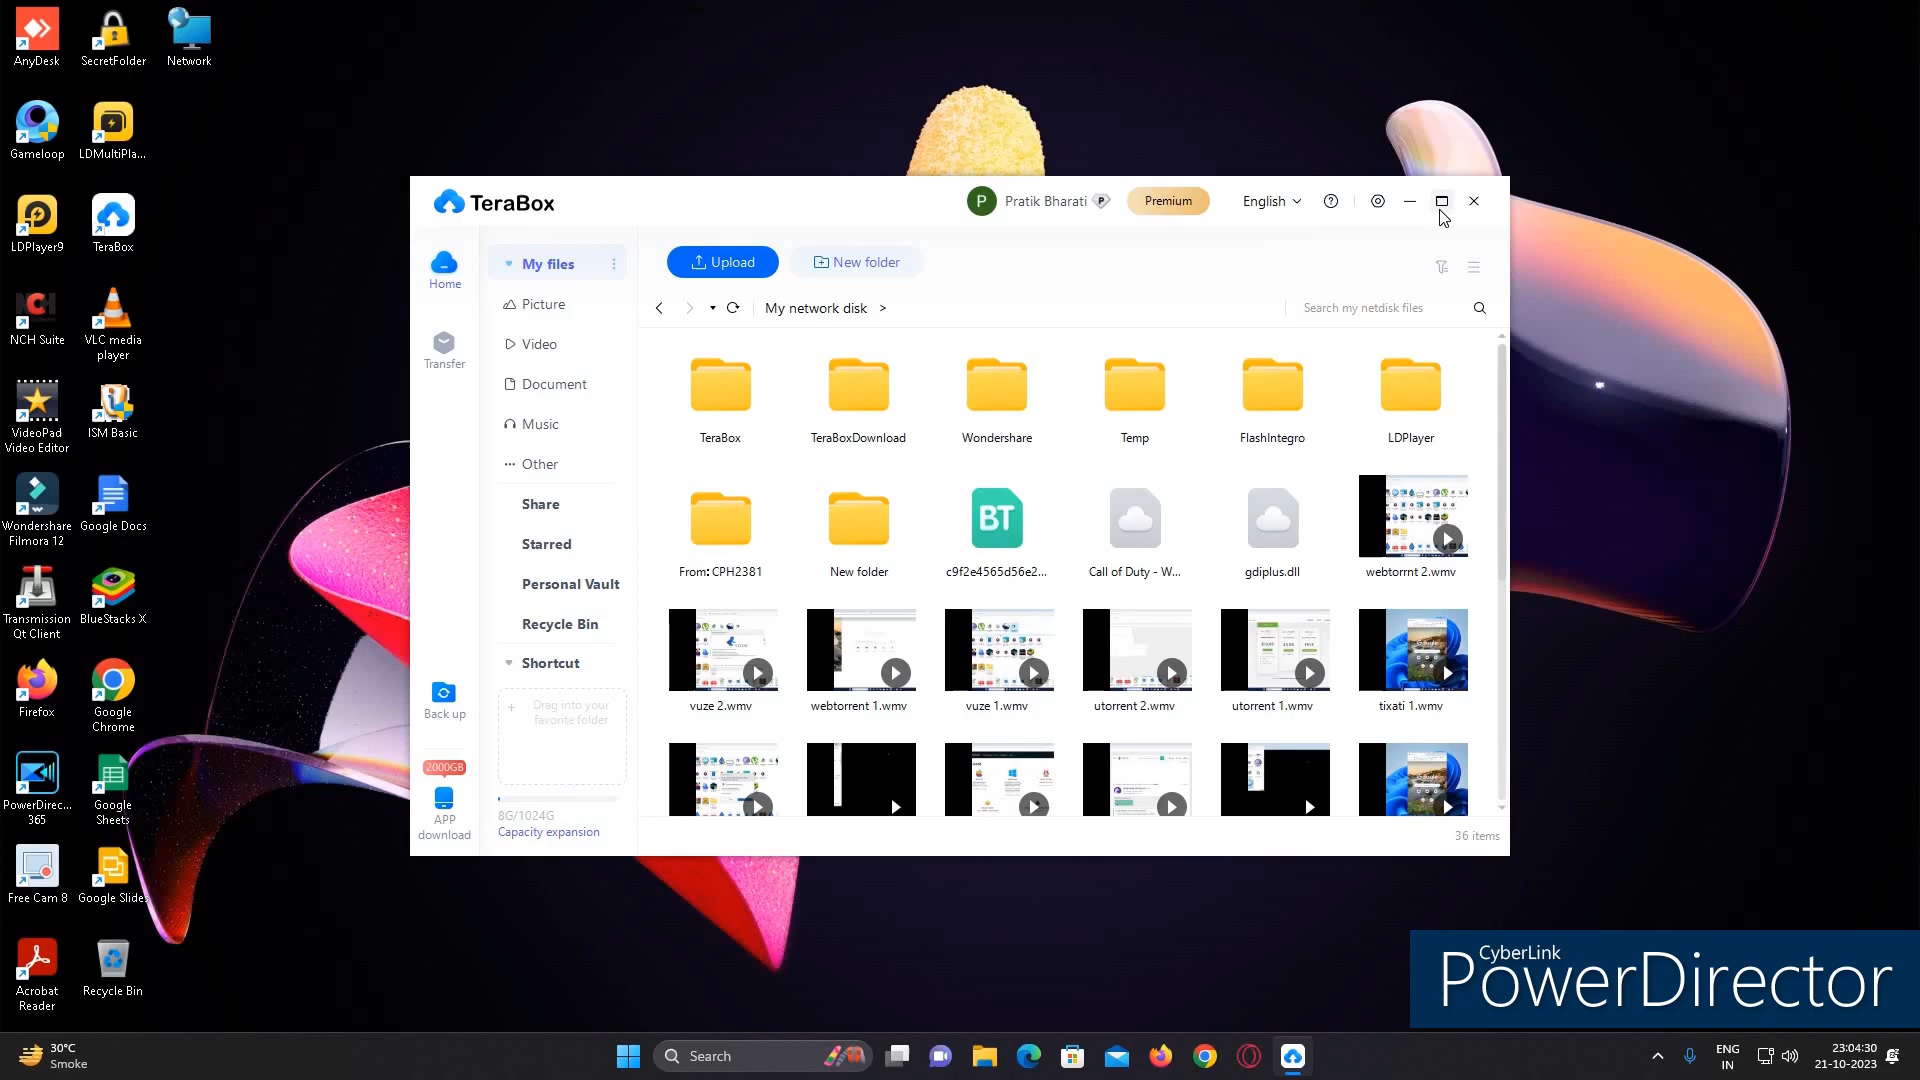 AnyDesk
SecretFolder
Network
Gameloop
LDMultiPla...
LDPlayer9
TeraBox
NCH
NCH Suite
VLC media
player
VideoPad
Video Editor
ISM Basic
Wondershare
Filmora 12
Google Docs
Transmission
Qt Client
BlueStacks X
Firefox
Google
Chrome
PowerDirec...
365
Google
Sheets
Free Cam 8
Google Slides
Acrobat
Reader
Recycle Bin
TeraBox
P
Pratik Bharati
P
Premium
English
Home
Transfer
Back up
2000GB
APP
download
My files
Picture
Video
Document
Music
Other
Share
Starred
Personal Vault
Recycle Bin
Shortcut
Drag into your
favorite folder
8G/1024G
Capacity expansion
Upload
New folder
My network disk >
Search my netdisk files
TeraBox
TeraBoxDownload
Wondershare
Temp
FlashIntegro
LDPlayer
BT
From: CPH2381
New folder
c9f2e4565d56e2...
Call of Duty - W...
gdiplus.dll
webtorrnt 2.wmv
vuze 2.wmv
webtorrent 1.wmv
vuze 1.wmv
utorrent 2.wmv
utorrent 1.wmv
tixati 1.wmv
36 items
CyberLink
PowerDirector
30°C
Smoke
Search
ENG
IN
23:04:30
21-10-2023